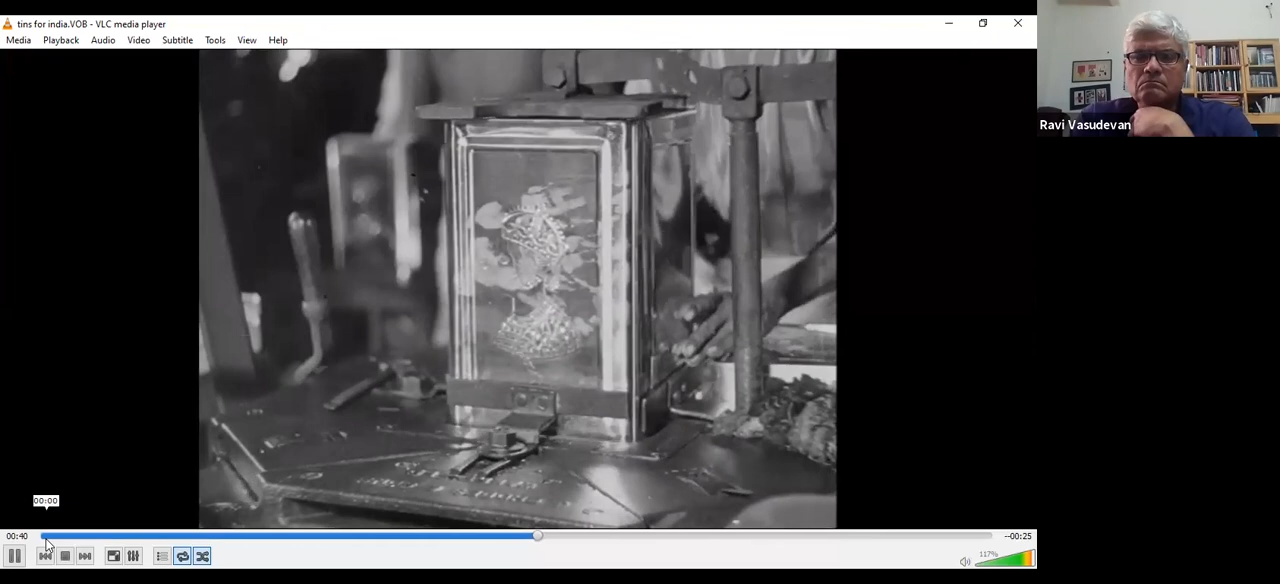 tins for india.VOB - VLC media player
Media Playback Audio Video Subtitle Tools View Help
Ravi Vasudevan
00:00
00:40
--00:25
117%